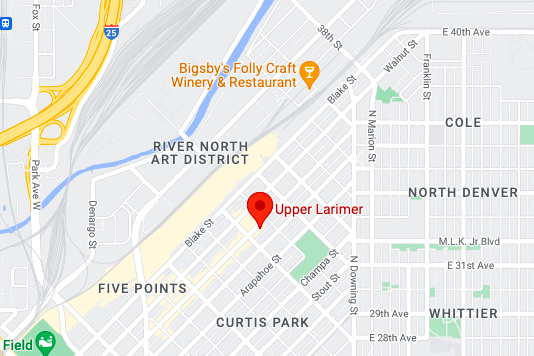 Fox St
25
38th St
E 40th Ave
Walnut St
Franklin St
Bigsby's Folly Craft
Winery & Restaurant
Blake St
N Marion St
COLE
RIVER NORTH
ART DISTRICT
Park Ave W
NORTH DENVER
Denargo St
Upper Larimer
Blake St
M.L.K. Jr Blvd
Arapahoe St
Champa St
Stout St
N Downing St
E 31st Ave
FIVE POINTS
29th Ave
WHITTIER
CURTIS PARK
E 28th Ave
Field